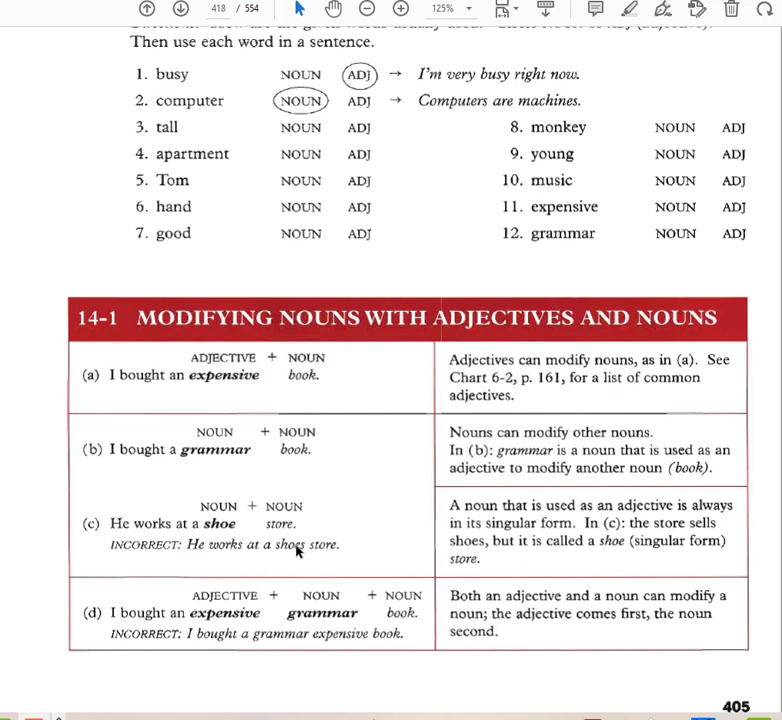 418 / 554
125%
Then use each word in a sentence.
1. busy NOUN ADJ → I'm very busy right now.
2. computer NOUN ADJ → Computers are machines.
3. tall NOUN ADJ
4. apartment NOUN ADJ
5. Tom NOUN ADJ
6. hand NOUN ADJ
7. good NOUN ADJ
8. monkey NOUN ADJ
9. young NOUN ADJ
10. music NOUN ADJ
11. expensive NOUN ADJ
12. grammar NOUN ADJ
14-1 MODIFYING NOUNS WITH ADJECTIVES AND NOUNS
ADJECTIVE + NOUN
(a) I bought an expensive book.
Adjectives can modify nouns, as in (a). See
Chart 6-2, p. 161, for a list of common
adjectives.
NOUN + NOUN
(b) I bought a grammar book.
Nouns can modify other nouns.
In (b): grammar is a noun that is used as an
adjective to modify another noun (book).
NOUN + NOUN
(c) He works at a shoe store.
INCORRECT: He works at a shoes store.
A noun that is used as an adjective is always
in its singular form. In (c): the store sells
shoes, but it is called a shoe (singular form)
store.
ADJECTIVE + NOUN + NOUN
(d) I bought an expensive grammar book.
INCORRECT: I bought a grammar expensive book.
Both an adjective and a noun can modify a
noun; the adjective comes first, the noun
second.
405